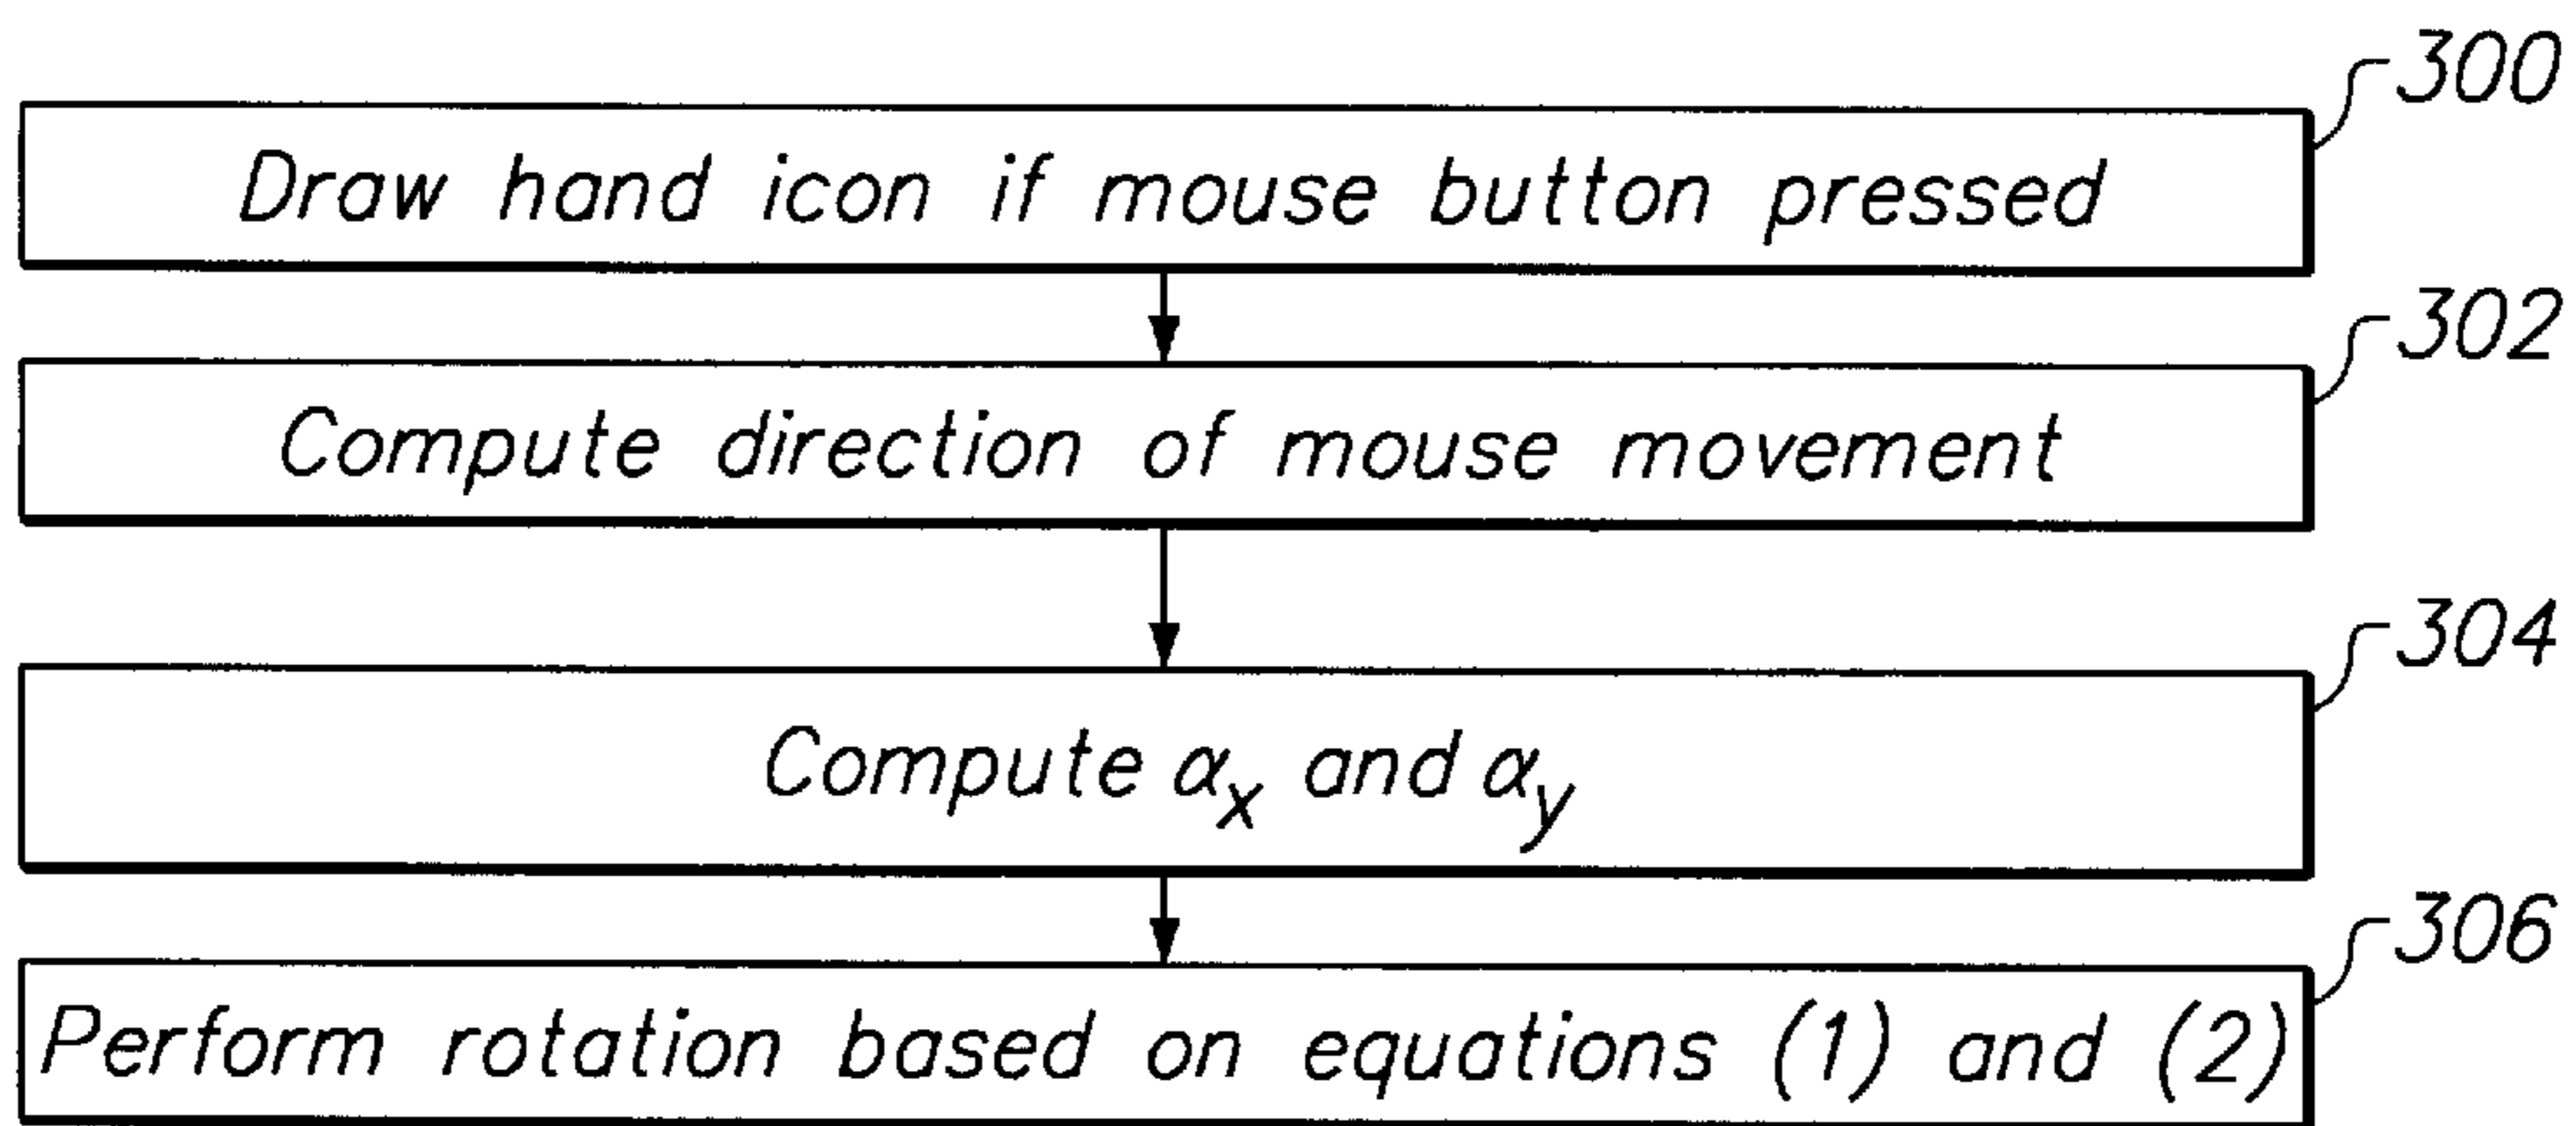 300
Draw hand icon if mouse button pressed
302
Compute direction of mouse movement
304
Compute αx and αy
306
Perform rotation based on equations (1) and (2)